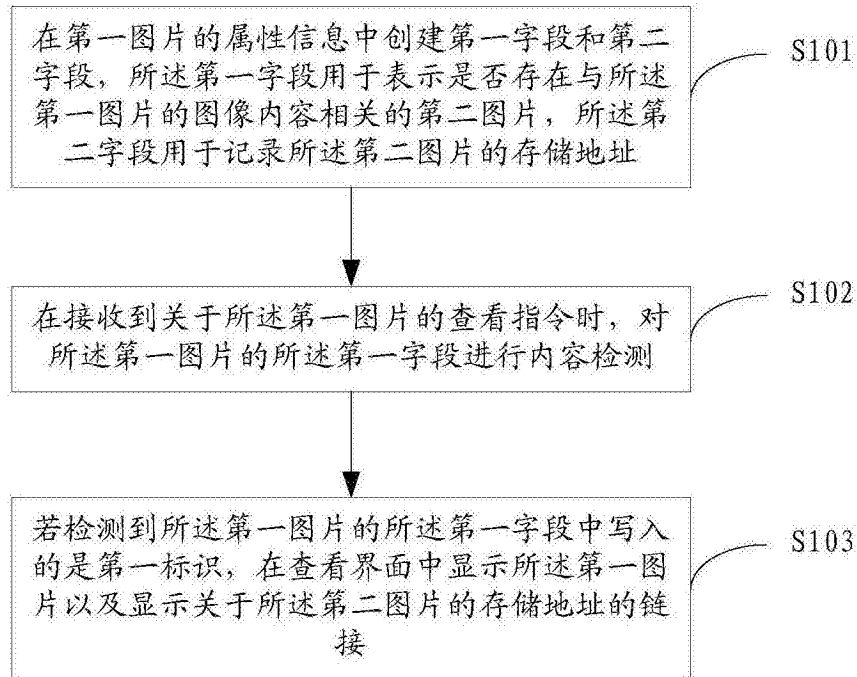 在第一图片的属性信息中创建第一字段和第二
字段，所述第一字段用于表示是否存在与所述
第一图片的图像内容相关的第二图片，所述第
二字段用于记录所述第二图片的存储地址
S101
在接收到关于所述第一图片的查看指令时，对
所述第一图片的所述第一字段进行内容检测
S102
若检测到所述第一图片的所述第一字段中写入
的是第一标识，在查看界面中显示所述第一图
片以及显示关于所述第二图片的存储地址的链
接
S103